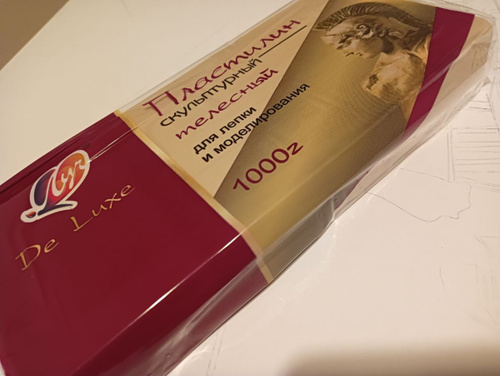 Пластилин
скульптурный
телесный
для лепки
и моделирования
1000г
Луч
De Luxe